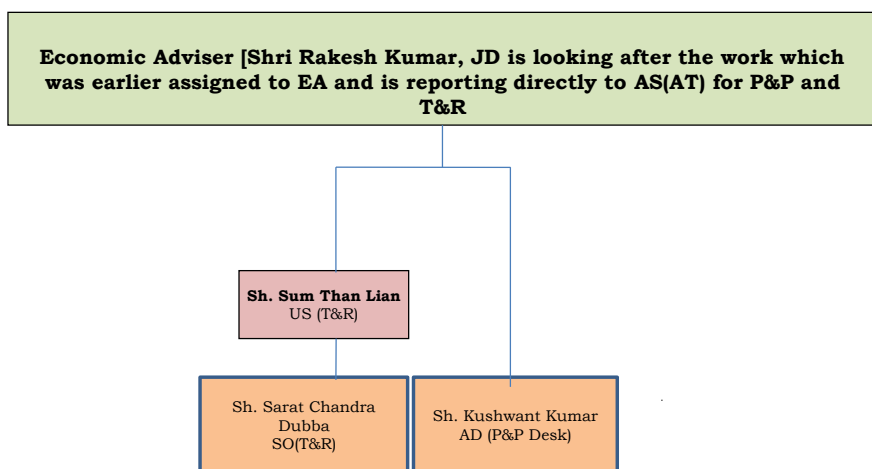 Economic Adviser [Shri Rakesh Kumar, JD is looking after the work which
was earlier assigned to EA and is reporting directly to AS(AT) for P&P and
T&R
Sh. Sum Than Lian
US (T&R)
Sh. Sarat Chandra
Dubba
SO(T&R)
Sh. Kushwant Kumar
AD (P&P Desk)
.